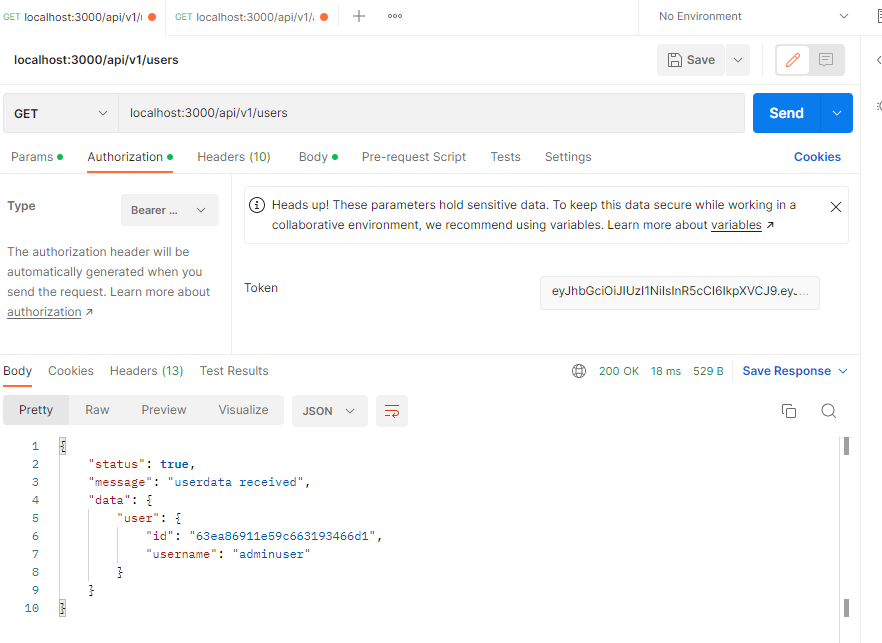 GET localhost:3000/api/v1/ GET localhost:3000/api/v1/ No Environment
localhost:3000/api/v1/users Save
GET localhost:3000/api/v1/users Send
Params Authorization Headers (10) Body Pre-request Script Tests Settings Cookies
Type Bearer ...
The authorization header will be
automatically generated when you
send the request. Learn more about
authorization ↗
Heads up! These parameters hold sensitive data. To keep this data secure while working in a
collaborative environment, we recommend using variables. Learn more about variables ↗
Token eyJhbGciOiJIUzI1NiIsInR5cCI6IkpXVCJ9.ey...
Body Cookies Headers (13) Test Results 200 OK 18 ms 529 B Save Response
Pretty Raw Preview Visualize JSON
1 {
2 "status": true,
3 "message": "userdata received",
4 "data": {
5 "user": {
6 "id": "63ea86911e59c663193466d1",
7 "username": "adminuser"
8 }
9 }
10 }